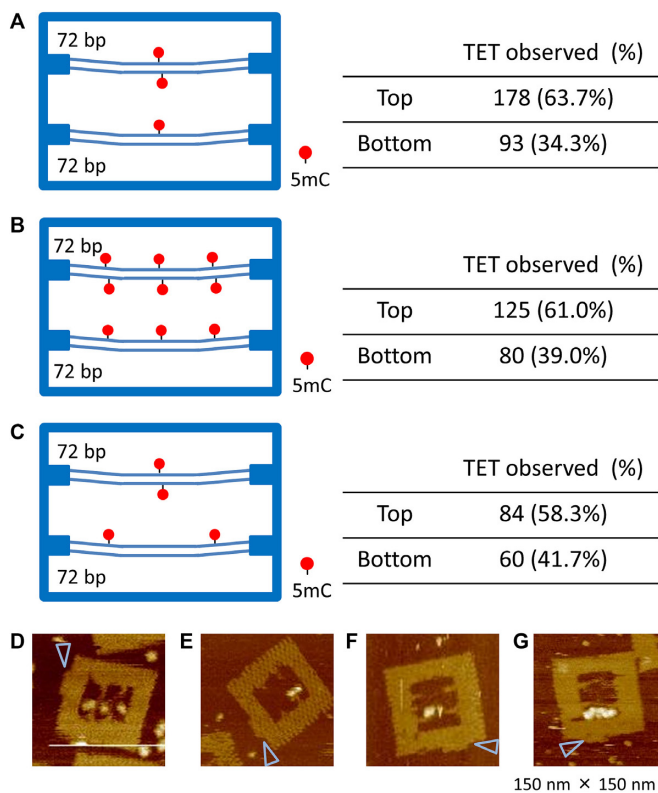 A
72 bp
72 bp
5mC
TET observed (%)
Top 178 (63.7%)
Bottom 93 (34.3%)
B
72 bp
72 bp
5mC
TET observed (%)
Top 125 (61.0%)
Bottom 80 (39.0%)
C
72 bp
72 bp
5mC
TET observed (%)
Top 84 (58.3%)
Bottom 60 (41.7%)
D E F G
150 nm × 150 nm